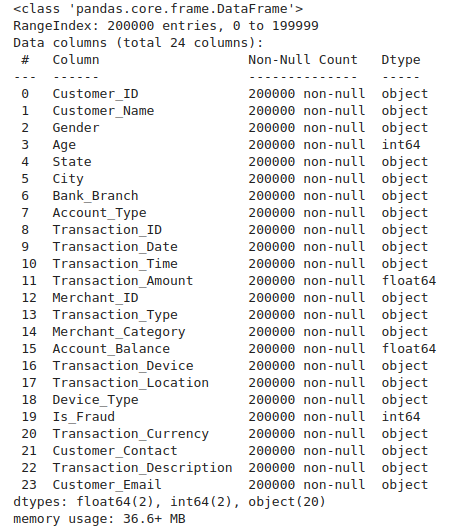 <class 'pandas.core.frame.DataFrame'>
RangeIndex: 200000 entries, 0 to 199999
Data columns (total 24 columns):
 #   Column                   Non-Null Count   Dtype
---  ------                   --------------   -----
 0   Customer_ID              200000 non-null  object
 1   Customer_Name            200000 non-null  object
 2   Gender                   200000 non-null  object
 3   Age                      200000 non-null  int64
 4   State                    200000 non-null  object
 5   City                     200000 non-null  object
 6   Bank_Branch              200000 non-null  object
 7   Account_Type             200000 non-null  object
 8   Transaction_ID           200000 non-null  object
 9   Transaction_Date         200000 non-null  object
 10  Transaction_Time         200000 non-null  object
 11  Transaction_Amount       200000 non-null  float64
 12  Merchant_ID              200000 non-null  object
 13  Transaction_Type         200000 non-null  object
 14  Merchant_Category        200000 non-null  object
 15  Account_Balance          200000 non-null  float64
 16  Transaction_Device       200000 non-null  object
 17  Transaction_Location     200000 non-null  object
 18  Device_Type              200000 non-null  object
 19  Is_Fraud                 200000 non-null  int64
 20  Transaction_Currency     200000 non-null  object
 21  Customer_Contact         200000 non-null  object
 22  Transaction_Description  200000 non-null  object
 23  Customer_Email           200000 non-null  object
dtypes: float64(2), int64(2), object(20)
memory usage: 36.6+ MB